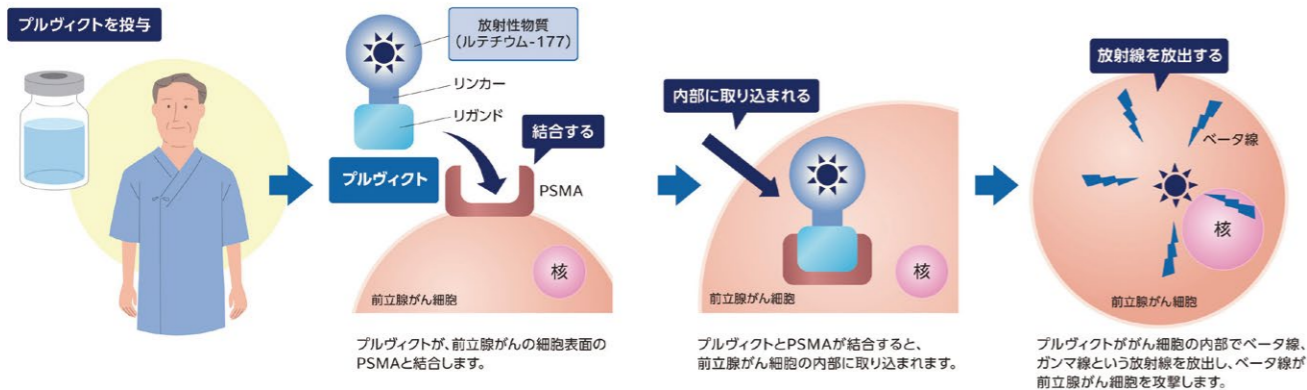 プルヴィクトを投与
放射性物質
(ルテチウム-177)
リンカー
リガンド
プルヴィクト
結合する
PSMA
核
前立腺がん細胞
プルヴィクトが、前立腺がんの細胞表面の
PSMAと結合します。
内部に取り込まれる
核
前立腺がん細胞
プルヴィクトとPSMAが結合すると、
前立腺がん細胞の内部に取り込まれます。
放射線を放出する
ベータ線
核
前立腺がん細胞
プルヴィクトががん細胞の内部でベータ線、
ガンマ線という放射線を放出し、ベータ線が
前立腺がん細胞を攻撃します。